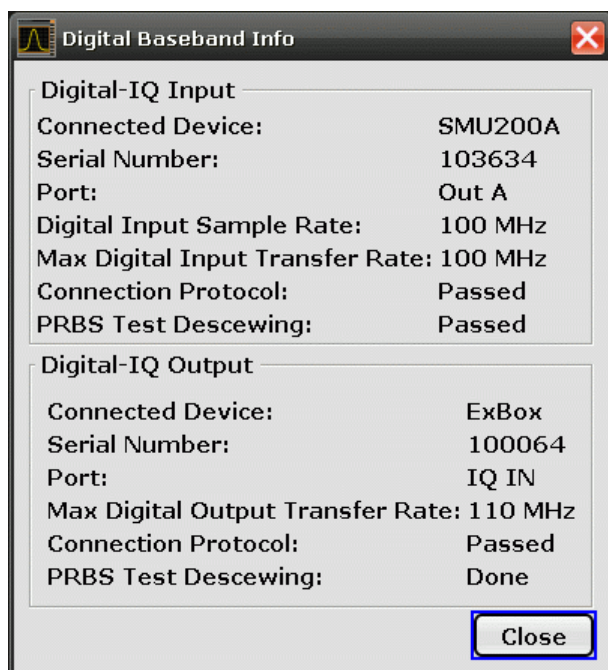 Digital Baseband Info
Digital-IQ Input
Connected Device: SMU200A
Serial Number: 103634
Port: Out A
Digital Input Sample Rate: 100 MHz
Max Digital Input Transfer Rate: 100 MHz
Connection Protocol: Passed
PRBS Test Descewing: Passed
Digital-IQ Output
Connected Device: ExBox
Serial Number: 100064
Port: IQ IN
Max Digital Output Transfer Rate: 110 MHz
Connection Protocol: Passed
PRBS Test Descewing: Done
Close